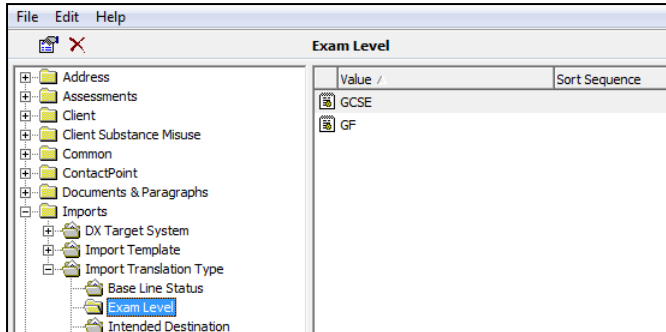 File Edit Help
Exam Level
Address
Assessments
Client
Client Substance Misuse
Common
ContactPoint
Documents & Paragraphs
Imports
DX Target System
Import Template
Import Translation Type
Base Line Status
Exam Level
Intended Destination
Value Sort Sequence
GCSE
GF